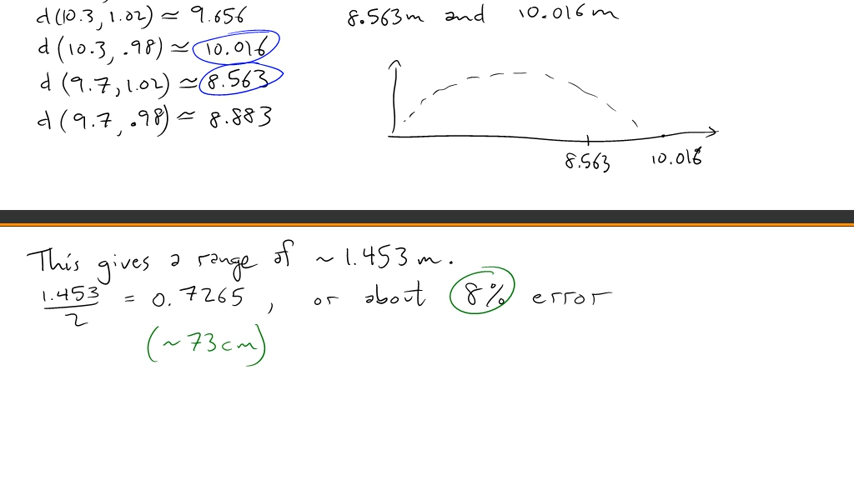 d(10.3, 1.02) ≃ 9.656
d(10.3, .98) ≃ 10.016
d(9.7, 1.02) ≃ 8.563
d(9.7, .98) ≃ 8.883
8.563m and 10.016m
8.563 10.016
This gives a range of ~1.453m.
1.453/2 = 0.7265, or about 8% error
(~73cm)